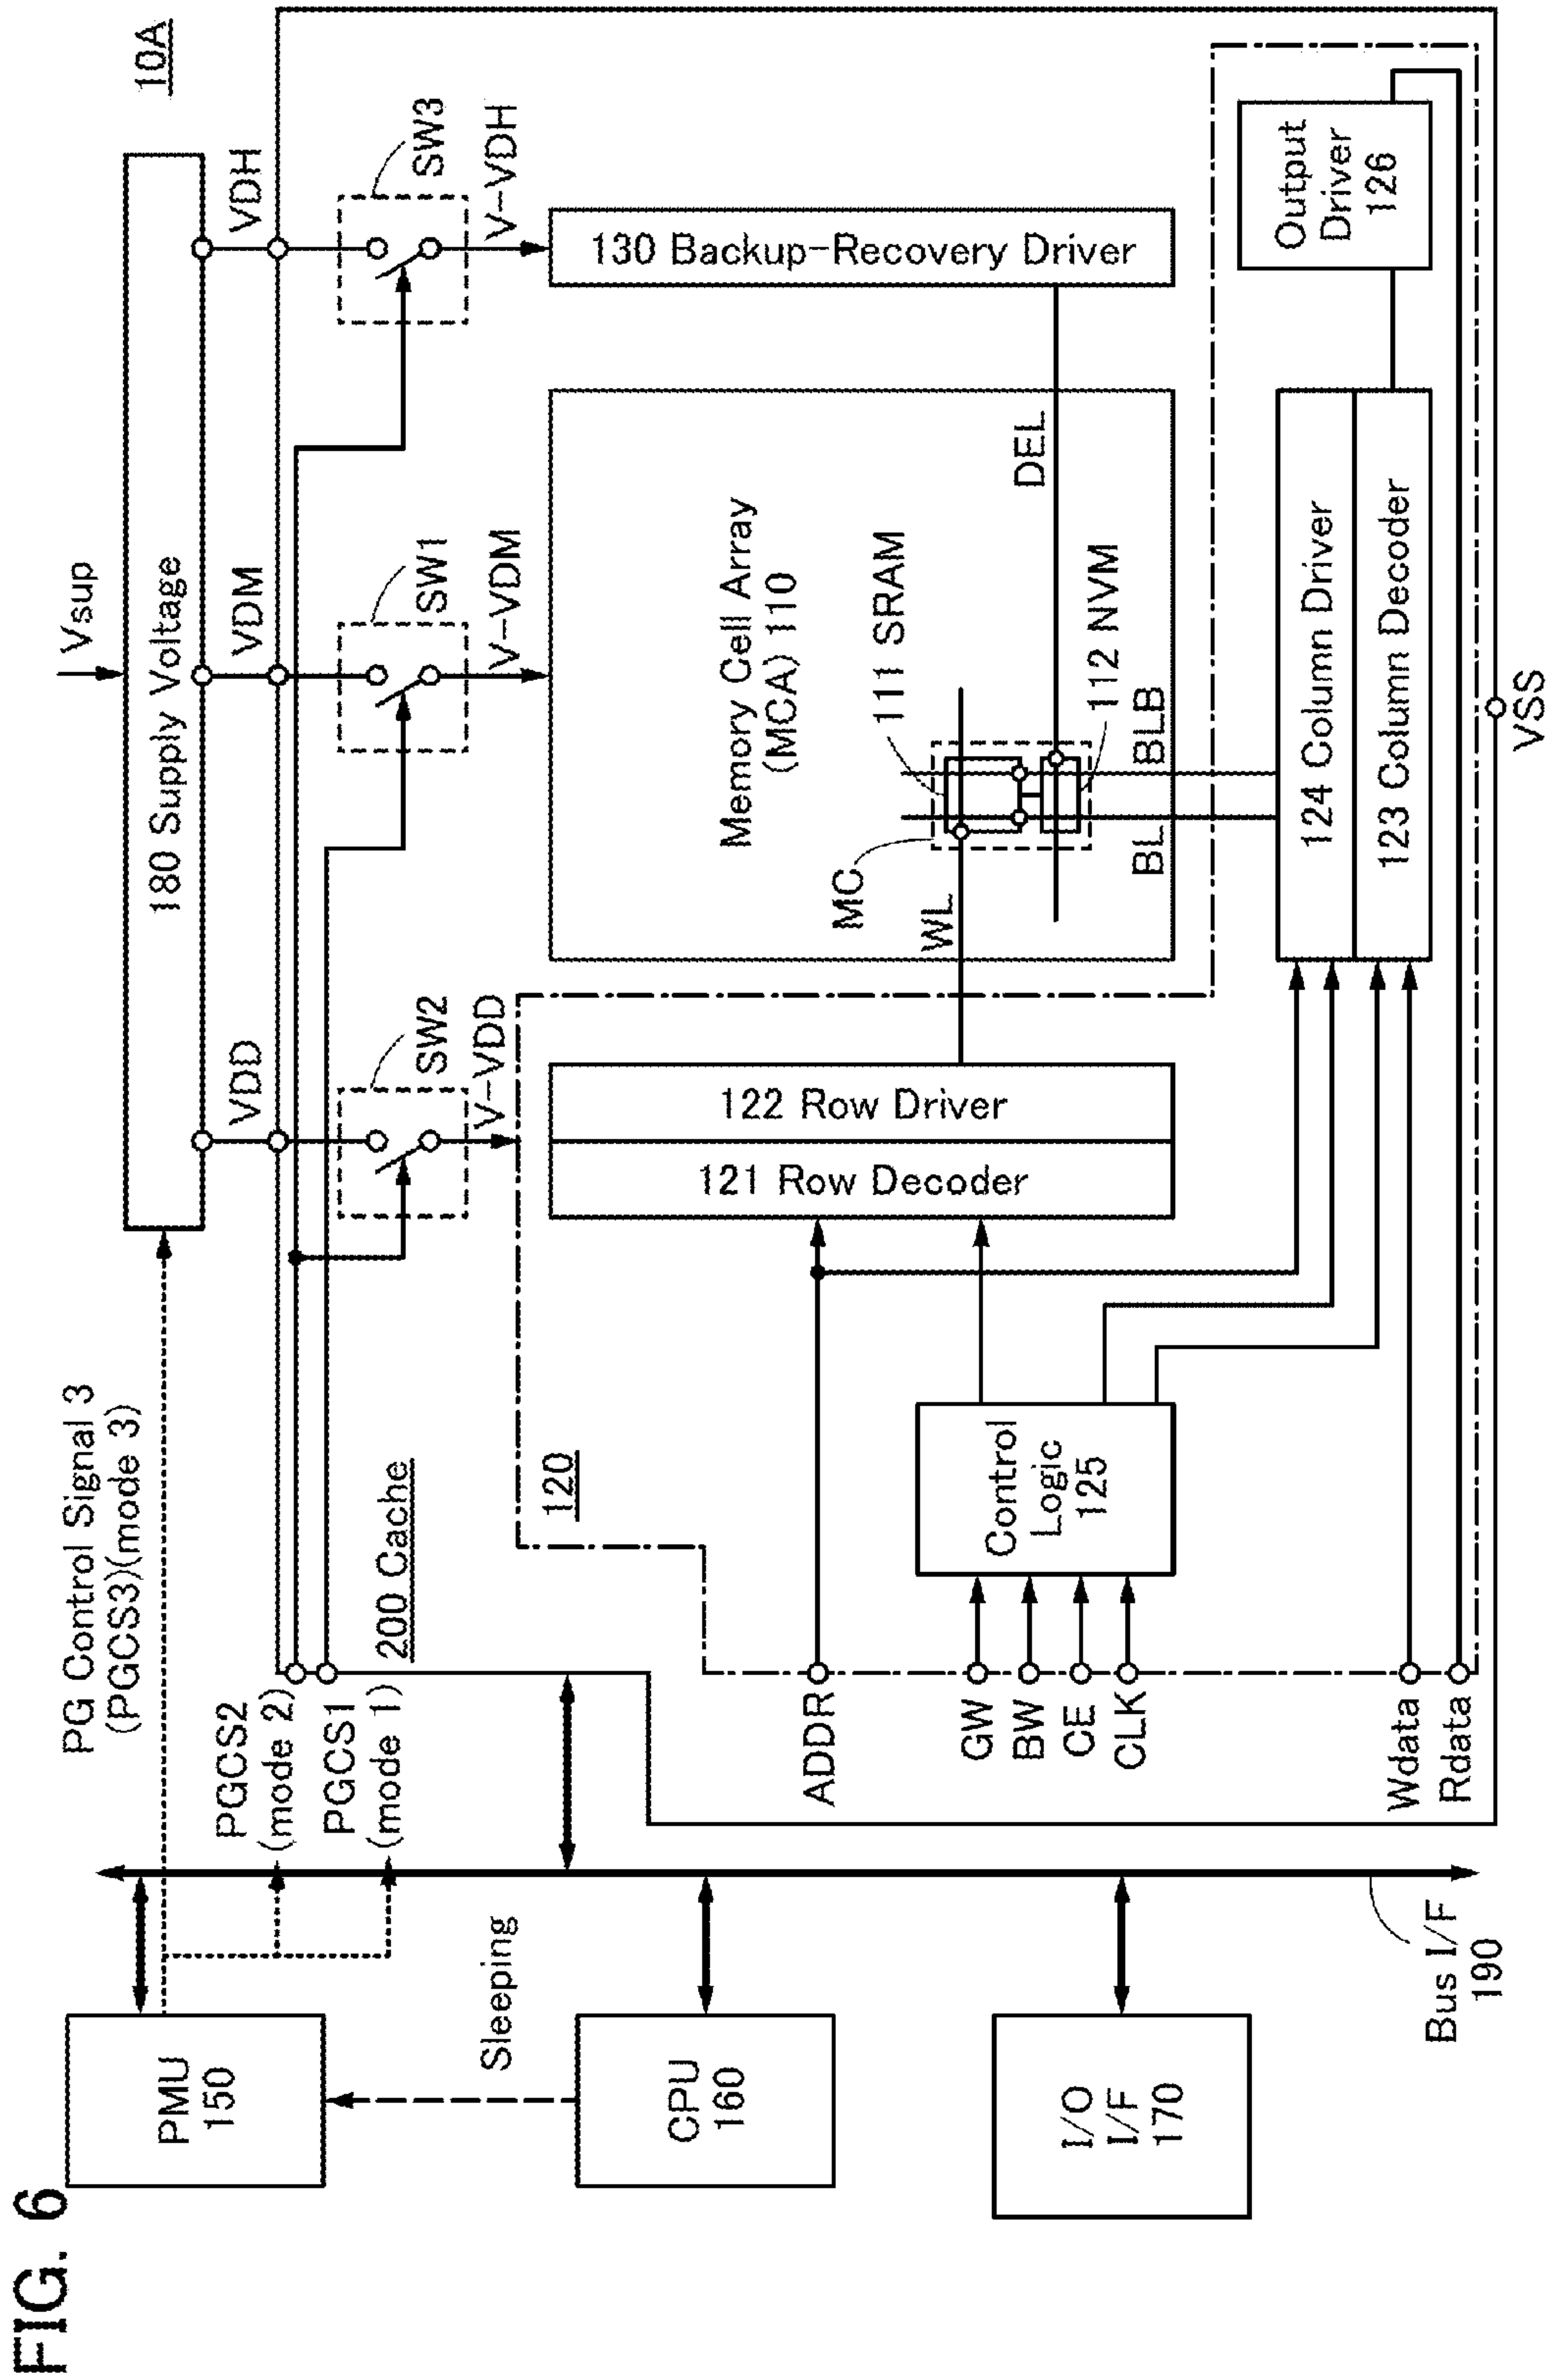 FIG. 6
10A
Vsup
180 Supply Voltage
VDD
VDM
VDH
PG Control Signal 3
(PGCS3)(mode 3)
PGCS2
(mode 2)
PGCS1
(mode 1)
200 Cache
SW2
SW1
SW3
V-VDD
V-VDM
V-VDH
PMU
150
Sleeping
CPU
160
I/O
I/F
170
Bus I/F
190
120
121 Row Decoder
122 Row Driver
Memory Cell Array
(MCA) 110
111 SRAM
112 NVM
MC
WL
BL
BLB
DEL
130 Backup-Recovery Driver
ADDR
GW
BW
CE
CLK
Wdata
Rdata
Control
Logic
125
124 Column Driver
123 Column Decoder
Output
Driver
126
VSS